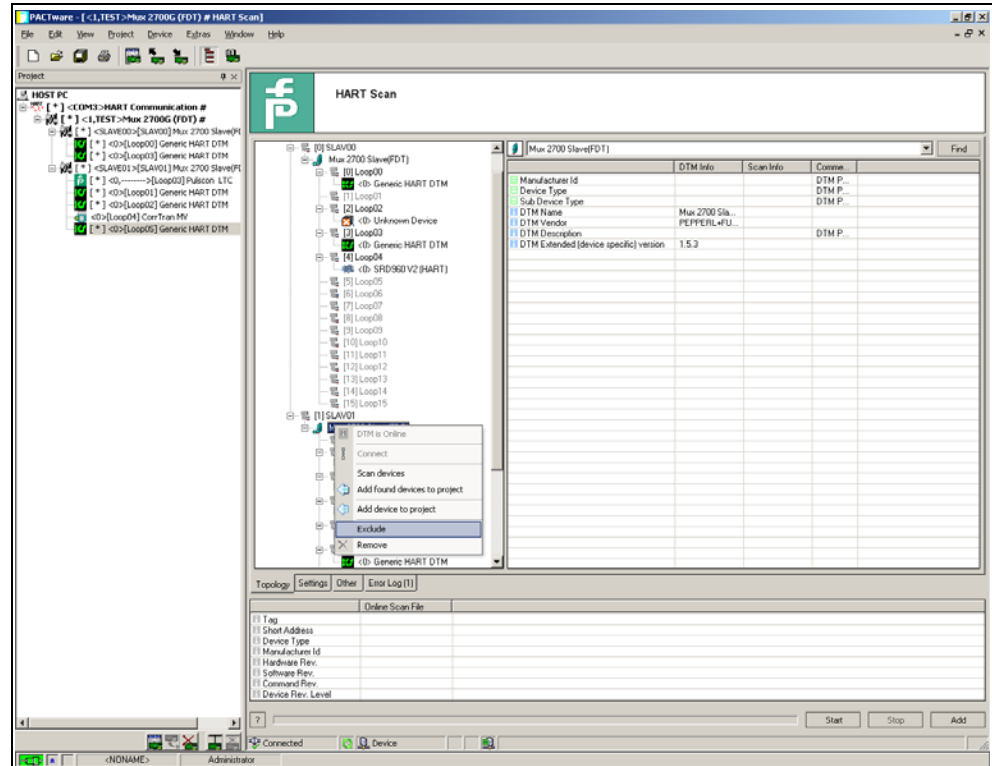 PACTware - [ <1,TEST>Mux 2700G (FDT) # HART Scan]
File Edit View Project Device Extras Window Help
Project
HOST PC
[ * ] <COM3>HART Communication #
[ * ] <1,TEST>Mux 2700G (FDT) #
[ * ] <SLAVE00>[SLAV00] Mux 2700 Slave(F
[ * ] <0>[Loop00] Generic HART DTM
[ * ] <0>[Loop03] Generic HART DTM
[ * ] <SLAVE01>[SLAV01] Mux 2700 Slave(F
[ * ] <0,-------->[Loop03] Pulscon LTC
[ * ] <0>[Loop01] Generic HART DTM
[ * ] <0>[Loop02] Generic HART DTM
<0>[Loop04] CorrTran MV
[ * ] <0>[Loop05] Generic HART DTM
HART Scan
[0] SLAV00
Mux 2700 Slave(FDT)
[0] Loop00
<0> Generic HART DTM
[1] Loop01
[2] Loop02
<0> Unknown Device
[3] Loop03
<0> Generic HART DTM
[4] Loop04
<0> SRD960 V2 (HART)
[5] Loop05
[6] Loop06
[7] Loop07
[8] Loop08
[9] Loop09
[10] Loop10
[11] Loop11
[12] Loop12
[13] Loop13
[14] Loop14
[15] Loop15
[1] SLAV01
DTM is Online
Connect
Scan devices
Add found devices to project
Add device to project
Exclude
Remove
<0> Generic HART DTM
Mux 2700 Slave(FDT) Find
DTM Info Scan Info Comme...
Manufacturer Id DTM P...
Device Type DTM P...
Sub Device Type DTM P...
DTM Name Mux 2700 Sla...
DTM Vendor PEPPERL+FU...
DTM Description DTM P...
DTM Extended (device specific) version 1.5.3
Topology Settings Other Error Log (1)
Online Scan File
Tag
Short Address
Device Type
Manufacturer Id
Hardware Rev.
Software Rev.
Command Rev.
Device Rev. Level
? Start Stop Add
Connected Device
<NONAME> Administrator